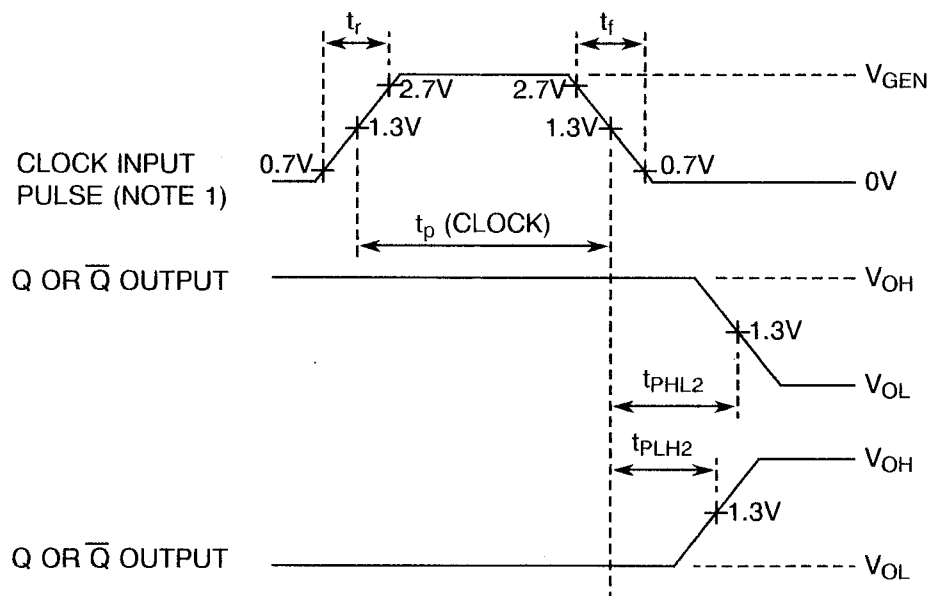 tr
tf
VGEN
2.7V
2.7V
1.3V
1.3V
0.7V
0.7V
CLOCK INPUT
PULSE (NOTE 1)
0V
tp (CLOCK)
Q OR Q̅ OUTPUT
VOH
1.3V
tPHL2
VOL
tPLH2
VOH
1.3V
Q OR Q̅ OUTPUT
VOL